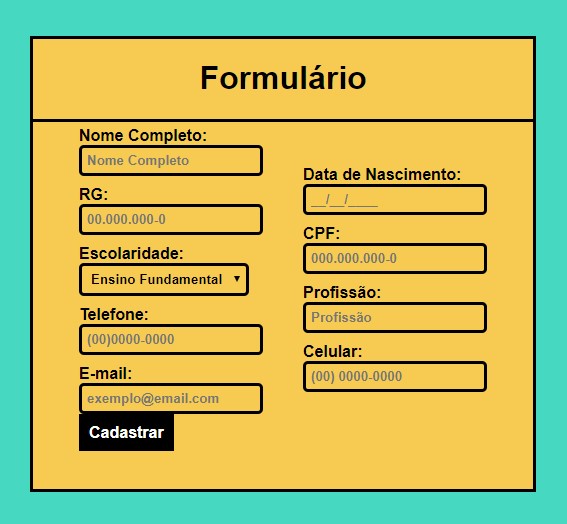 Formulário
Nome Completo:
Nome Completo
RG:
00.000.000-0
Escolaridade:
Ensino Fundamental
Telefone:
(00)0000-0000
E-mail:
exemplo@email.com
Cadastrar
Data de Nascimento:
__/__/____
CPF:
000.000.000-0
Profissão:
Profissão
Celular:
(00) 0000-0000